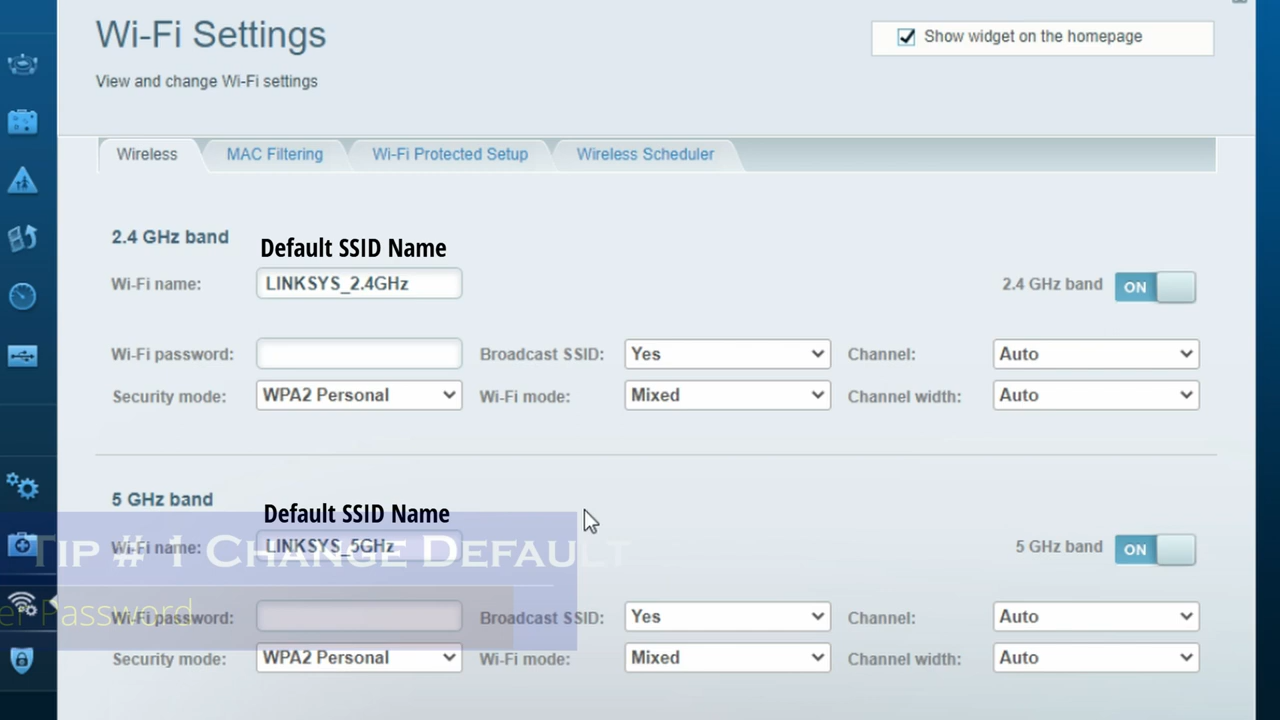 Wi-Fi Settings
Show widget on the homepage
View and change Wi-Fi settings
Wireless MAC Filtering Wi-Fi Protected Setup Wireless Scheduler
2.4 GHz band Default SSID Name
Wi-Fi name: LINKSYS_2.4GHz 2.4 GHz band ON
Wi-Fi password: Broadcast SSID: Yes Channel: Auto
Security mode: WPA2 Personal Wi-Fi mode: Mixed Channel width: Auto
5 GHz band Default SSID Name
Wi-Fi name: LINKSYS_5GHz 5 GHz band ON
Tip # 1 Change Default
Wi-Fi password: Broadcast SSID: Yes Channel: Auto
Password
Security mode: WPA2 Personal Wi-Fi mode: Mixed Channel width: Auto